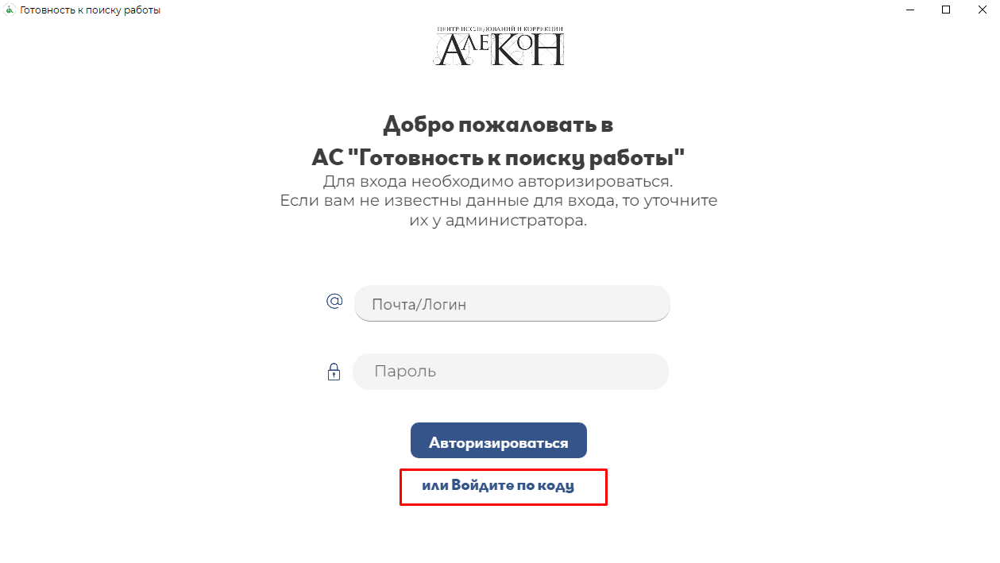 Готовность к поиску работы
ЦЕНТР ИССЛЕДОВАНИЙ И КОРРЕКЦИИ
АЛЕКОН
Добро пожаловать в
АС "Готовность к поиску работы"
Для входа необходимо авторизироваться.
Если вам не известны данные для входа, то уточните
их у администратора.
@
Почта/Логин
Пароль
Авторизироваться
или Войдите по коду